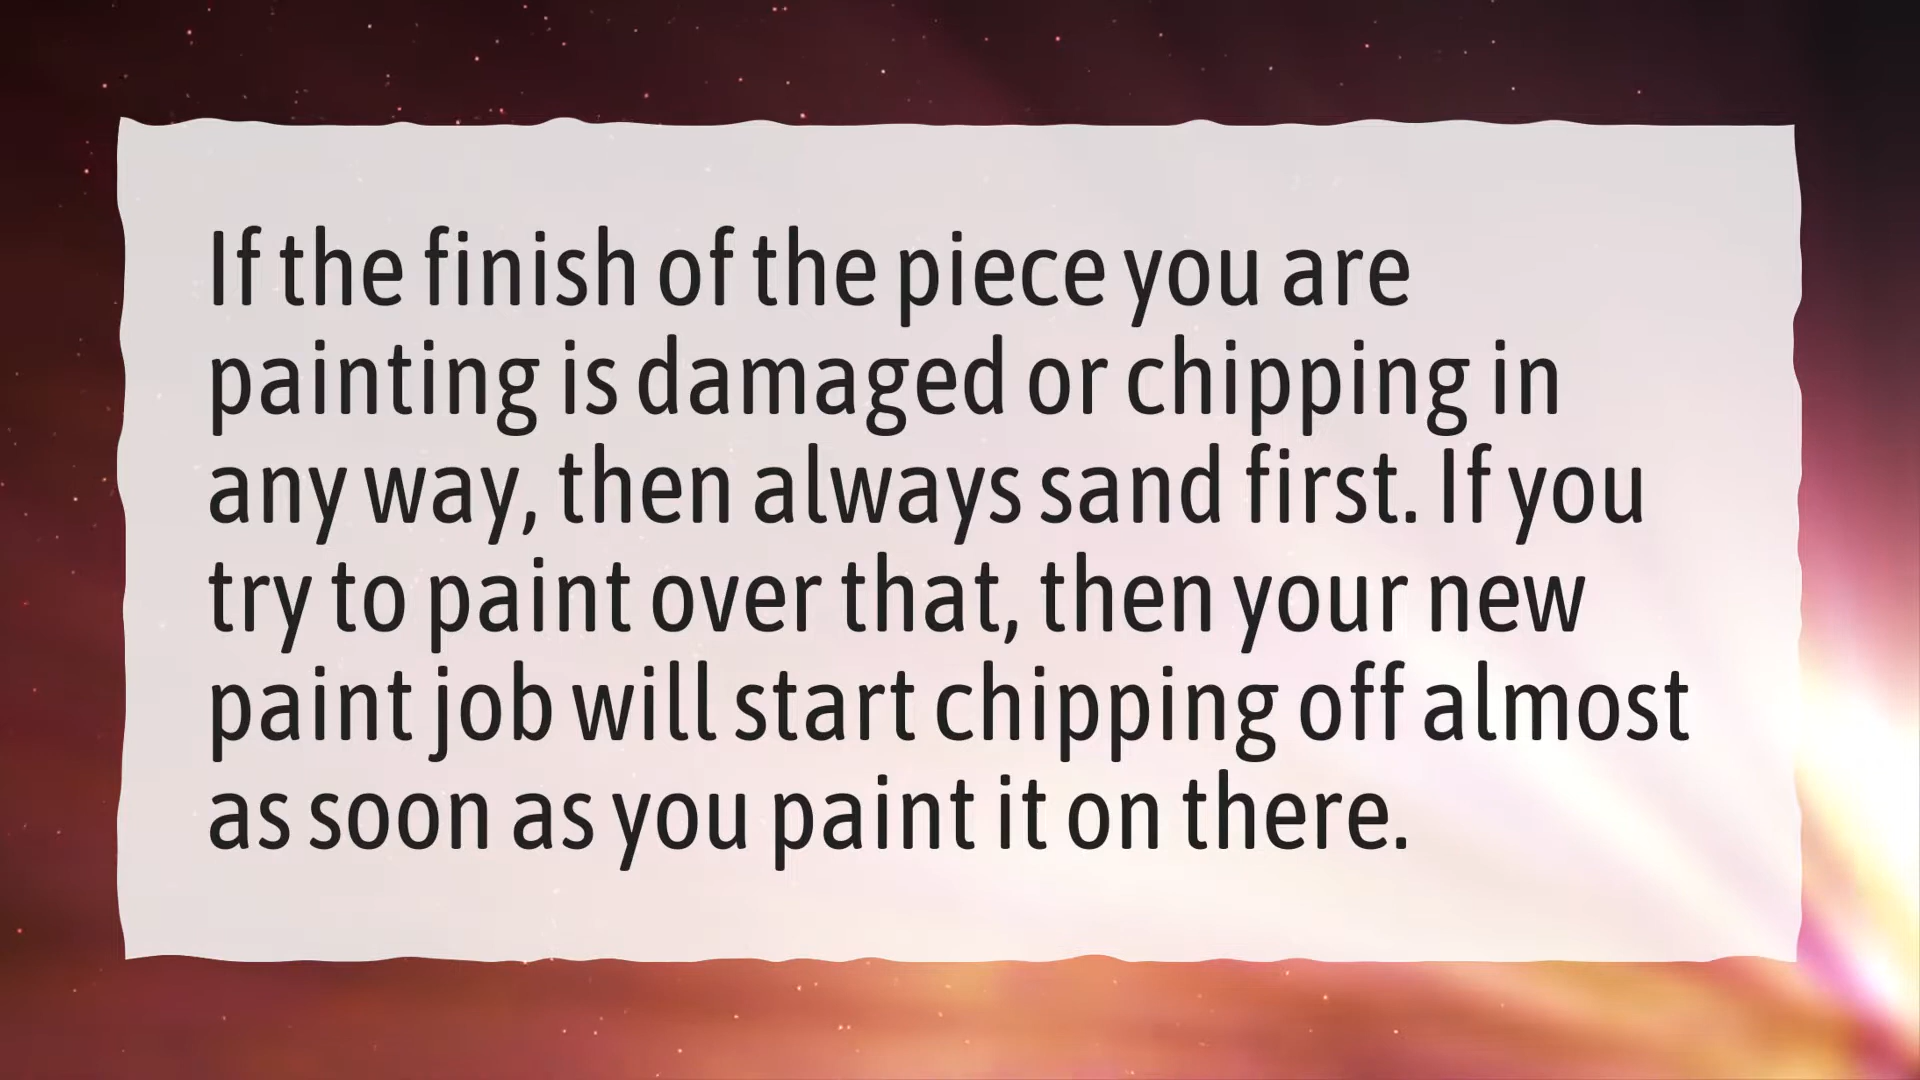 If the finish of the piece you are
painting is damaged or chipping in
any way, then always sand first. If you
try to paint over that, then your new
paint job will start chipping off almost
as soon as you paint it on there.